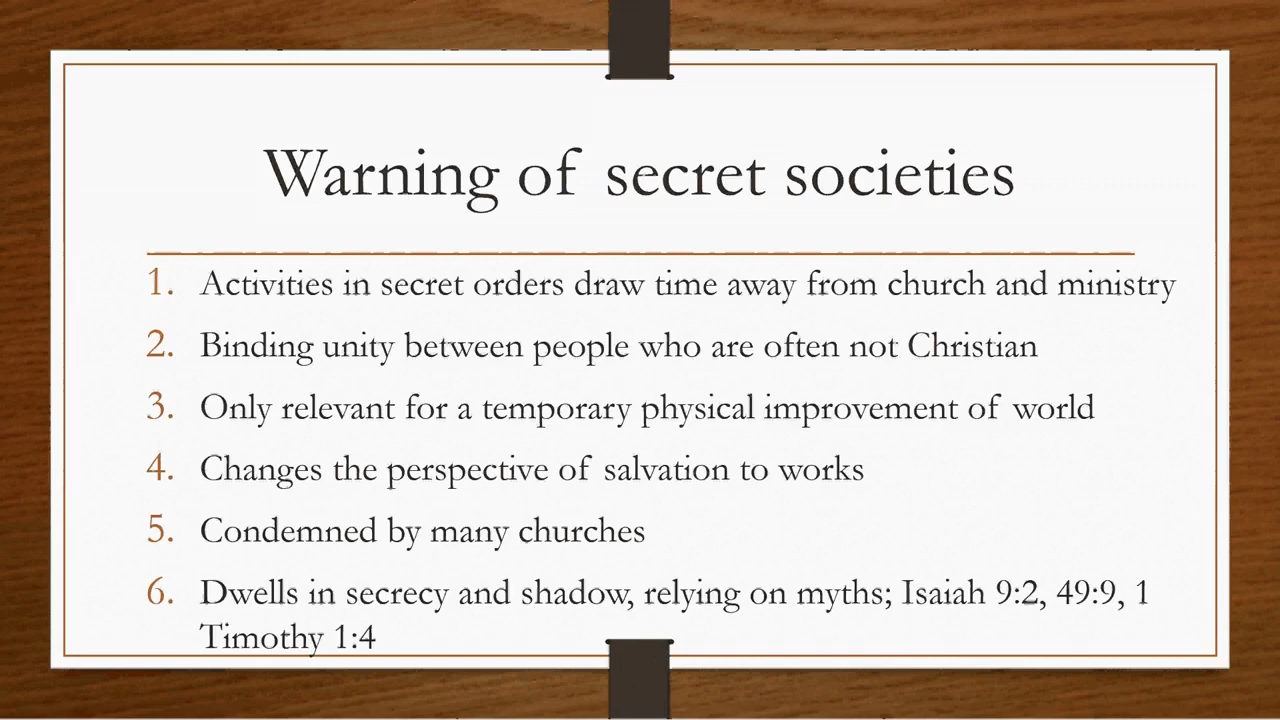 Warning of secret societies
1. Activities in secret orders draw time away from church and ministry
2. Binding unity between people who are often not Christian
3. Only relevant for a temporary physical improvement of world
4. Changes the perspective of salvation to works
5. Condemned by many churches
6. Dwells in secrecy and shadow, relying on myths; Isaiah 9:2, 49:9, 1
Timothy 1:4